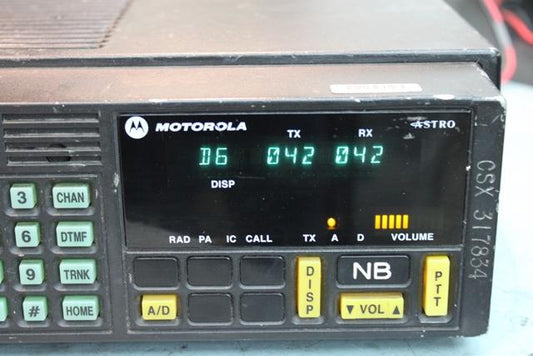 MOTOROLA
ASTRO
TX RX
D6 042 042
DISP
RAD PA IC CALL TX A D VOLUME
3 CHAN
6 DTMF
9 TRNK
# HOME
A/D
DISP
NB
▼ VOL ▲
PTT
CSX 317834